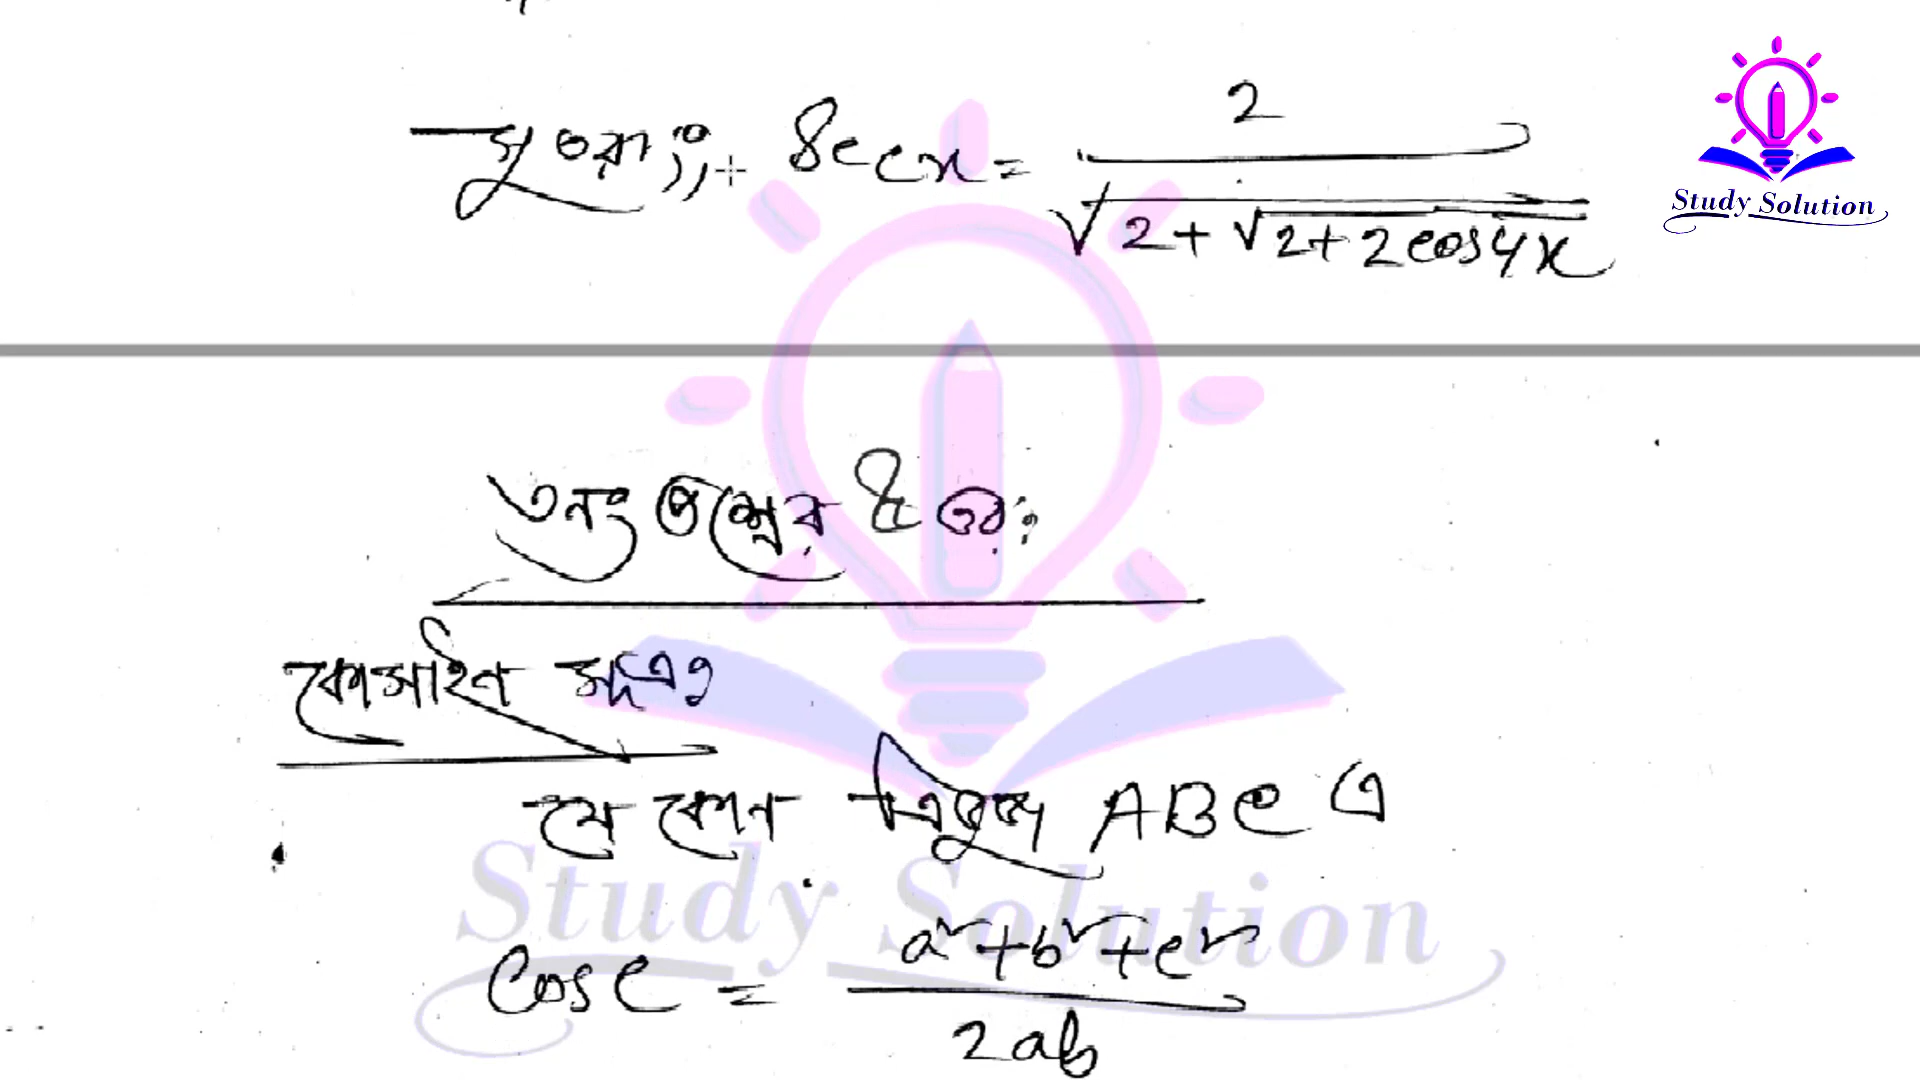 সুতরাং, Secx = 2 / √(2+√(2+2cos4x))
Study Solution
৩নং প্রশ্নের উত্তরঃ
কোসাইন সূত্রঃ
যে কোন ত্রিভুজ ABC এ
Study Solution
Cos C = (a²+b²+c²) / 2ab